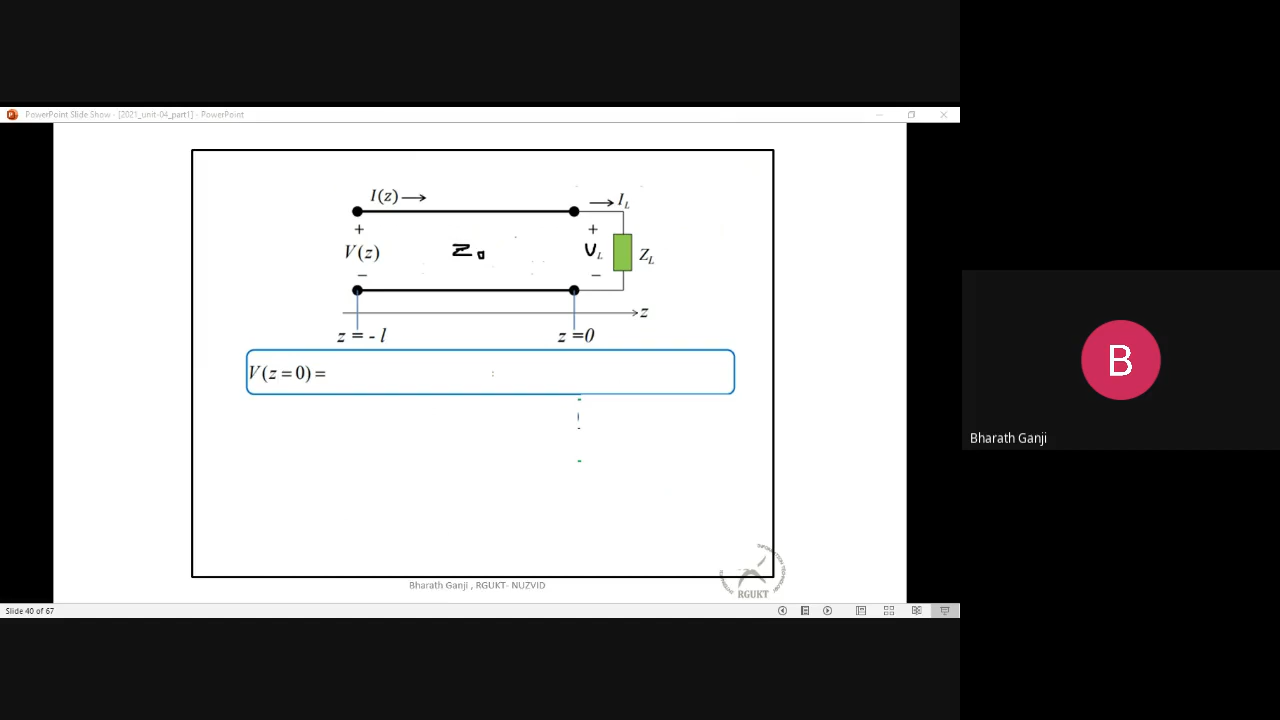 PowerPoint Slide Show - [2021_unit-04_part1] - PowerPoint
I(z)
I_L
+
+
V(z)
Z₀
V_L
Z_L
−
−
z
z = - l
z =0
V(z = 0) =
B
Bharath Ganji
RGUKT
Bharath Ganji , RGUKT- NUZVID
Slide 40 of 67